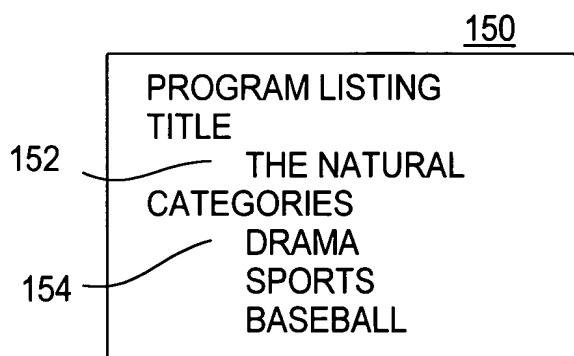 150
PROGRAM LISTING
TITLE
152 THE NATURAL
CATEGORIES
154 DRAMA
SPORTS
BASEBALL